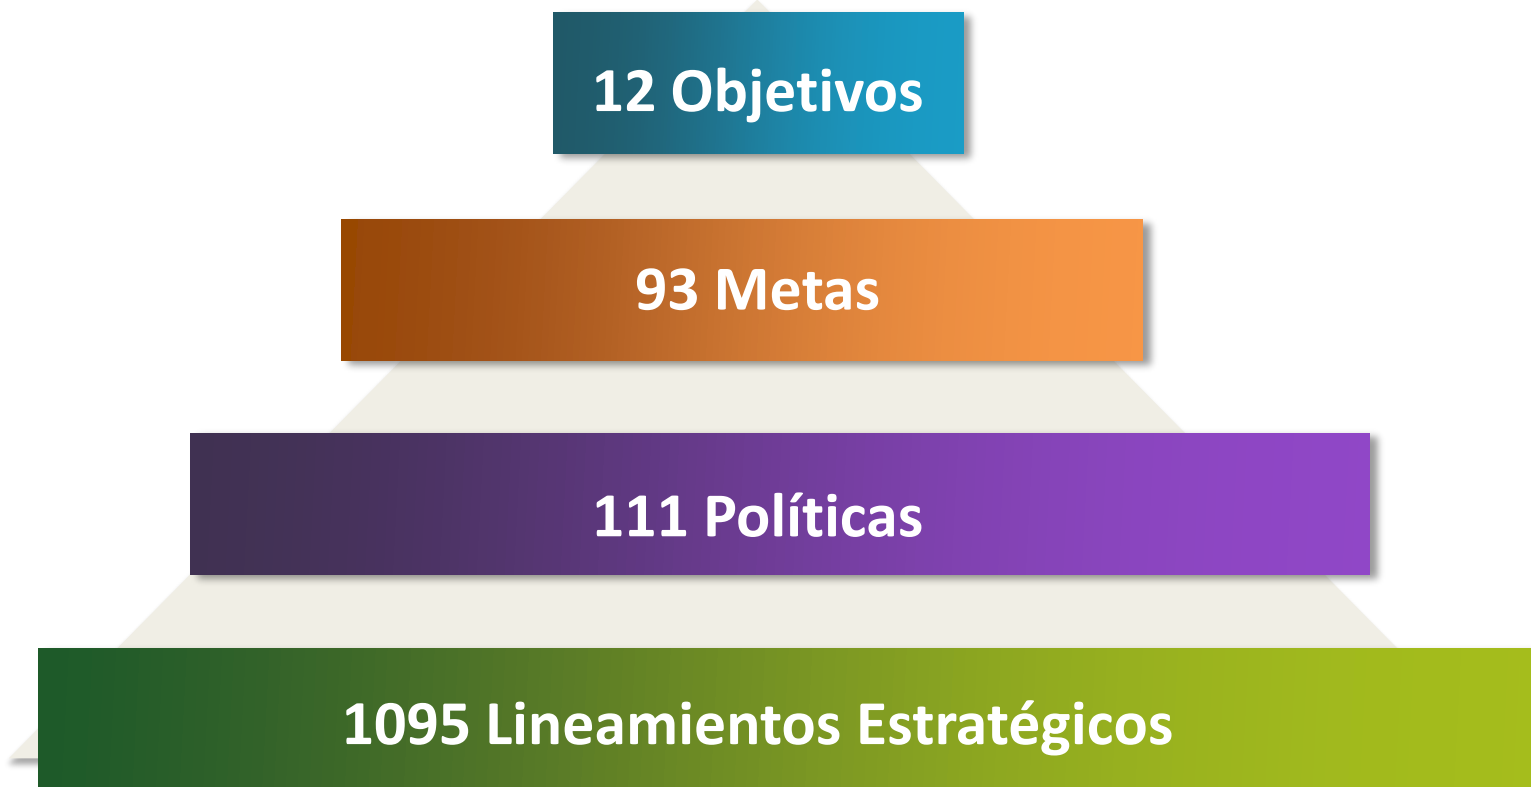 12 Objetivos
93 Metas
111 Políticas
1095 Lineamientos Estratégicos